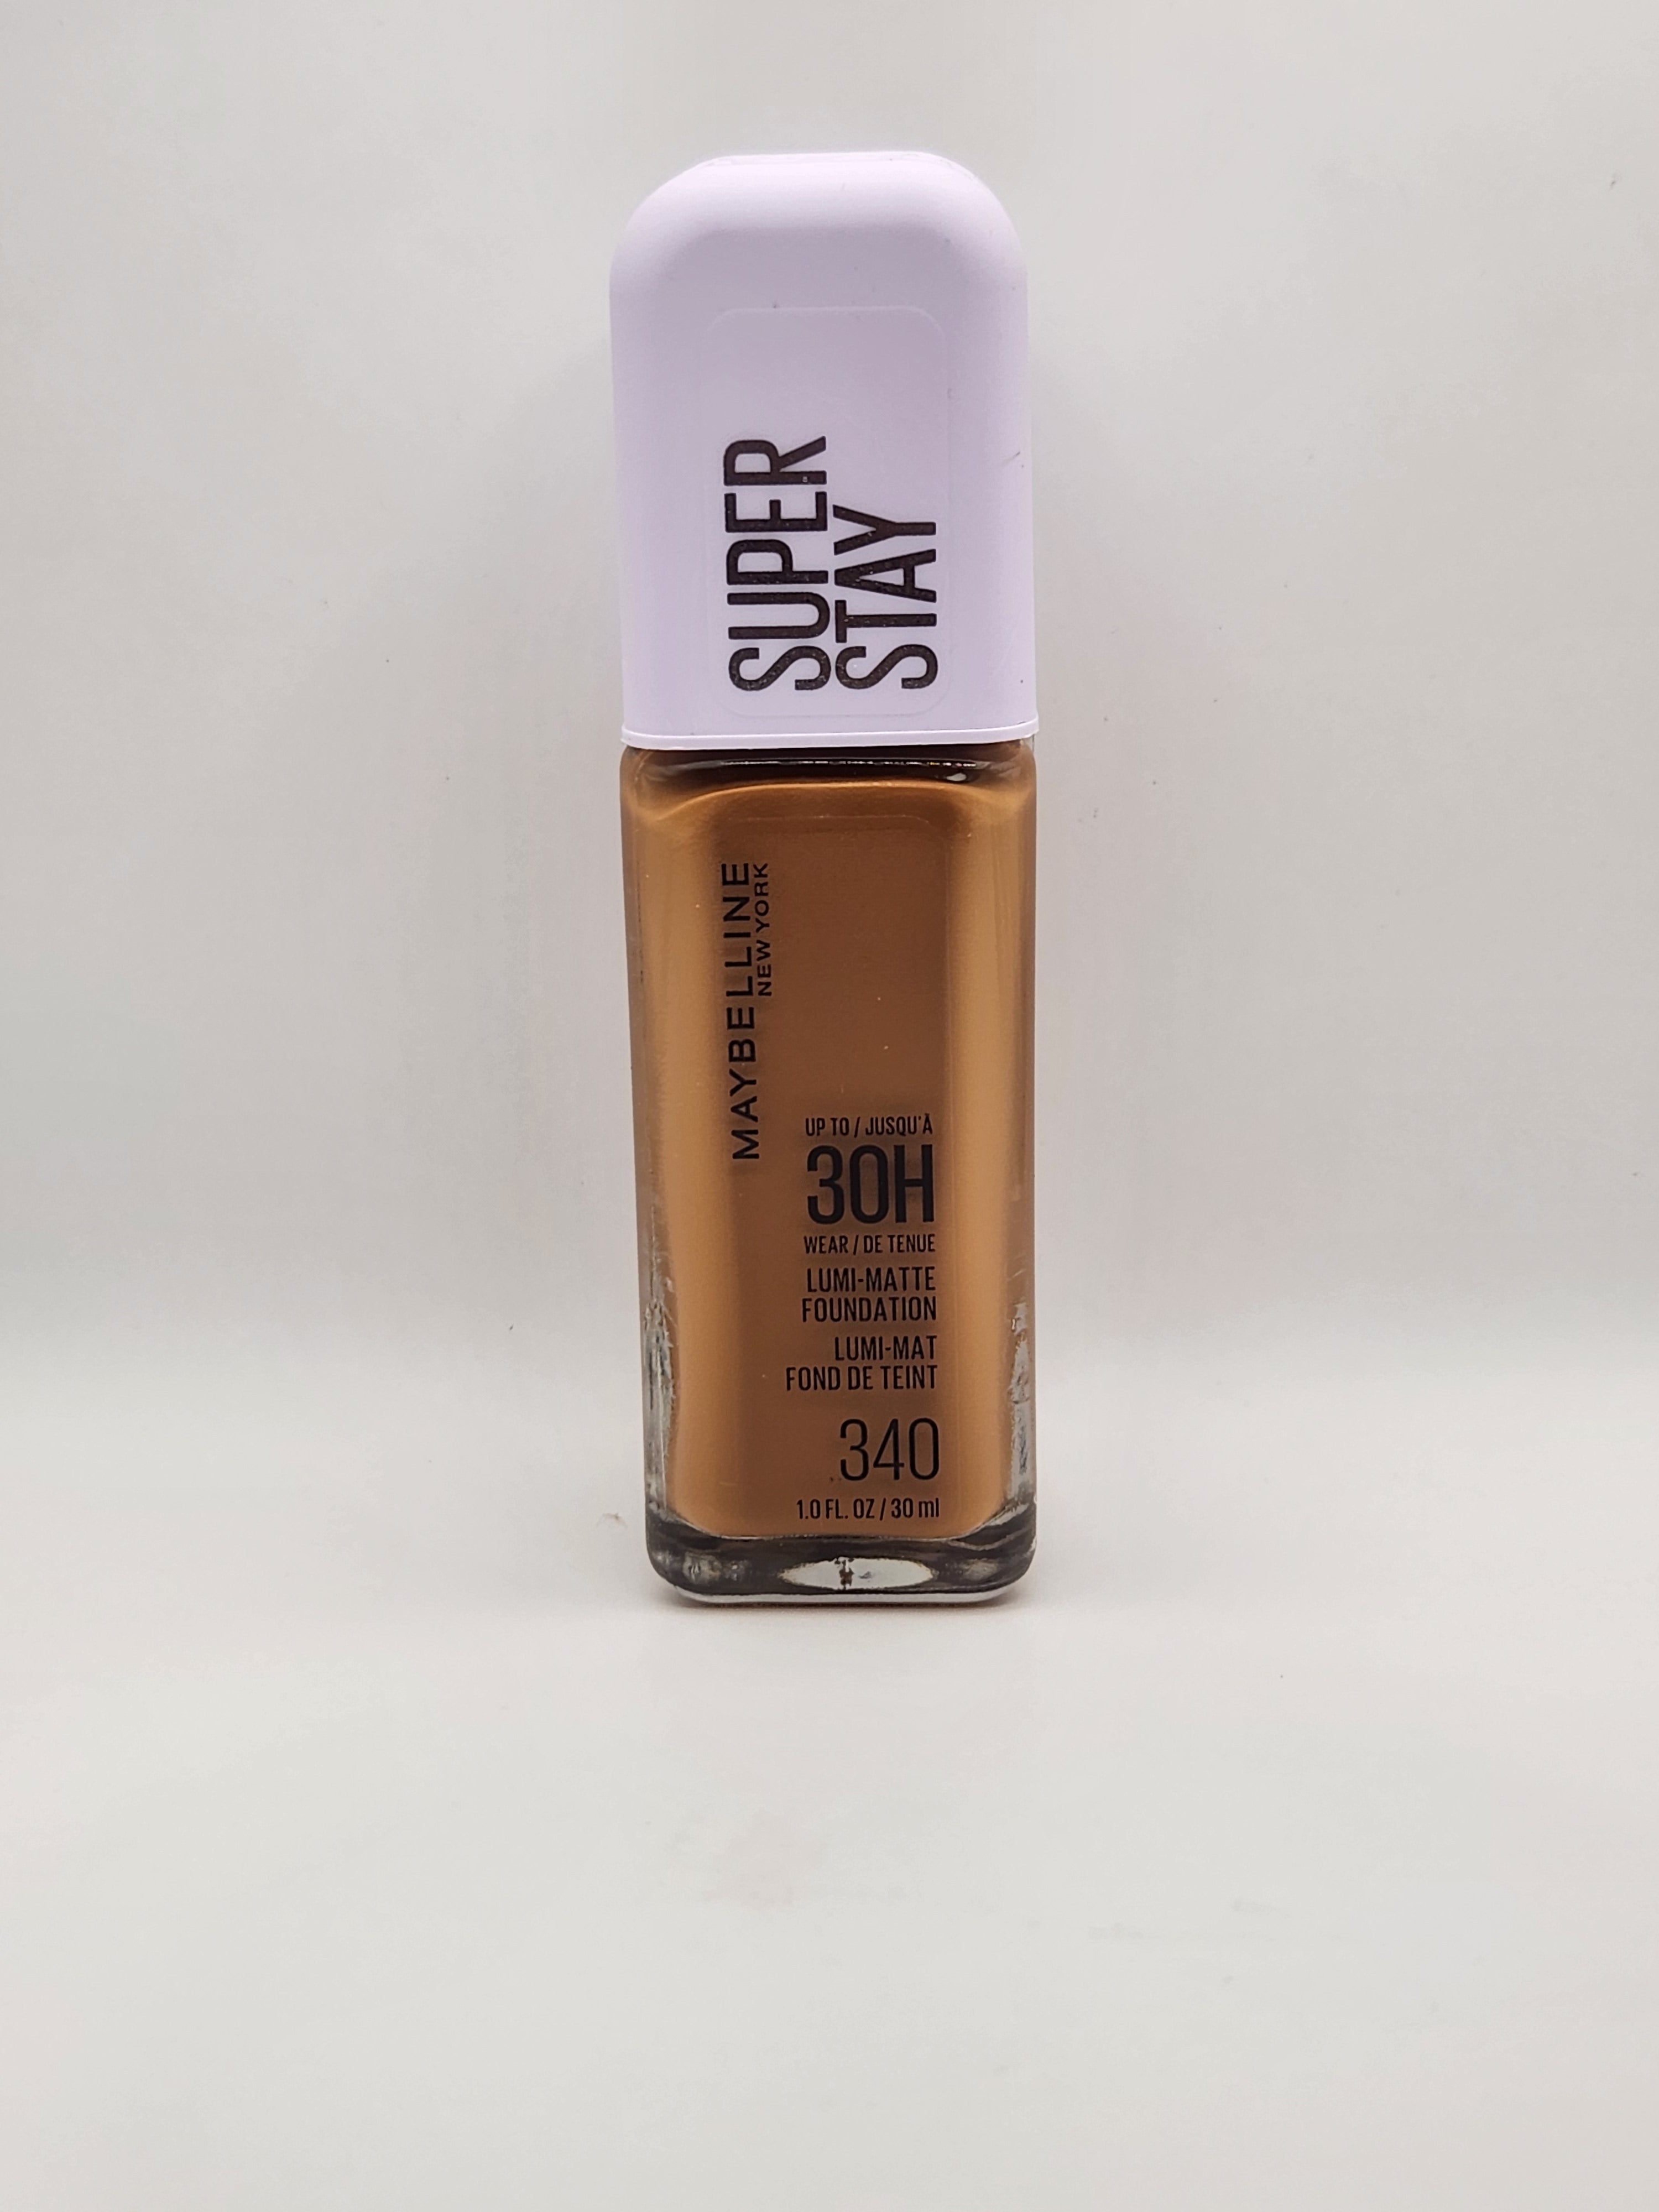 SUPER
STAY
MAYBELLINE
NEW YORK
UP TO / JUSQU'À
30H
WEAR / DE TENUE
LUMI-MATTE
FOUNDATION
LUMI-MAT
FOND DE TEINT
340
1.0 FL. OZ / 30 ml